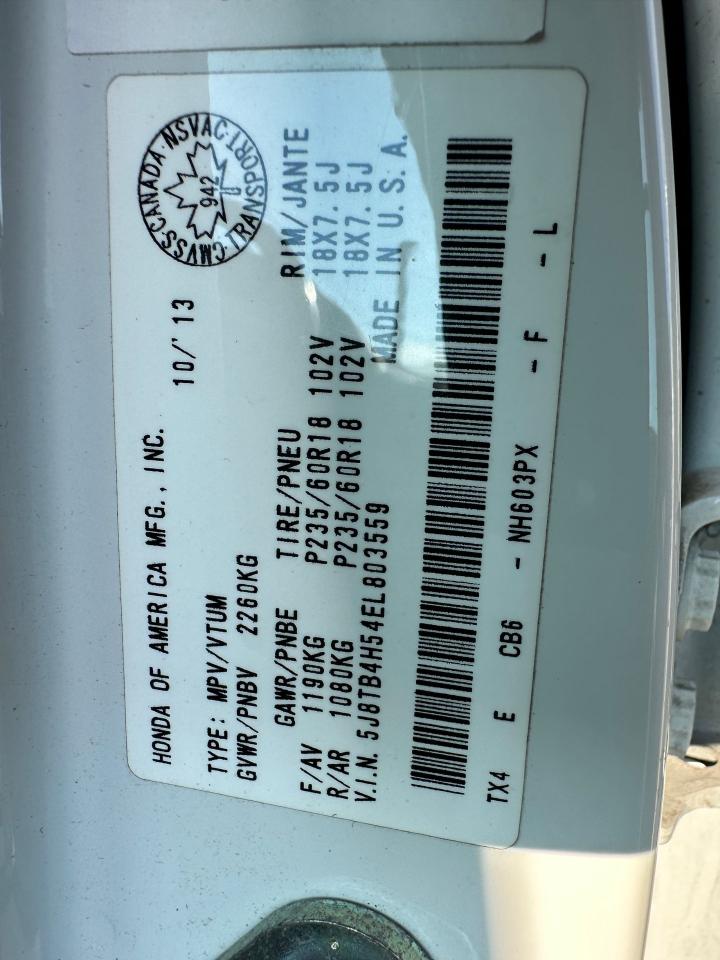 HONDA OF AMERICA MFG., INC. 10/'13
CMVSS·CANADA·NSVAC·TRANSPORT
942
TYPE: MPV/VTUM
GVWR/PNBV 2260KG
GAWR/PNBE TIRE/PNEU RIM/JANTE
F/AV 1190KG P235/60R18 102V 18X7.5J
R/AR 1080KG P235/60R18 102V 18X7.5J
V.I.N. 5J8TB4H54EL803559 MADE IN U.S.A.
TX4 E CB6 - NH603PX - F - L